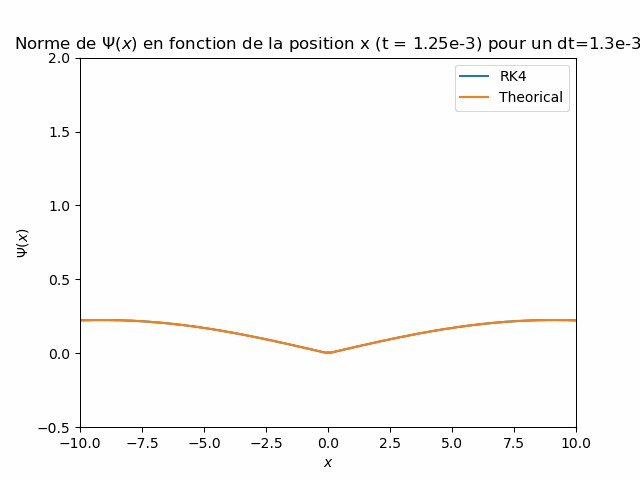 Norme de Ψ(x) en fonction de la position x (t = 1.25e-3) pour un dt=1.3e-3
2.0
RK4
Theorical
1.5
1.0
Ψ(x)
0.5
0.0
−0.5
−10.0 −7.5 −5.0 −2.5 0.0 2.5 5.0 7.5 10.0
x